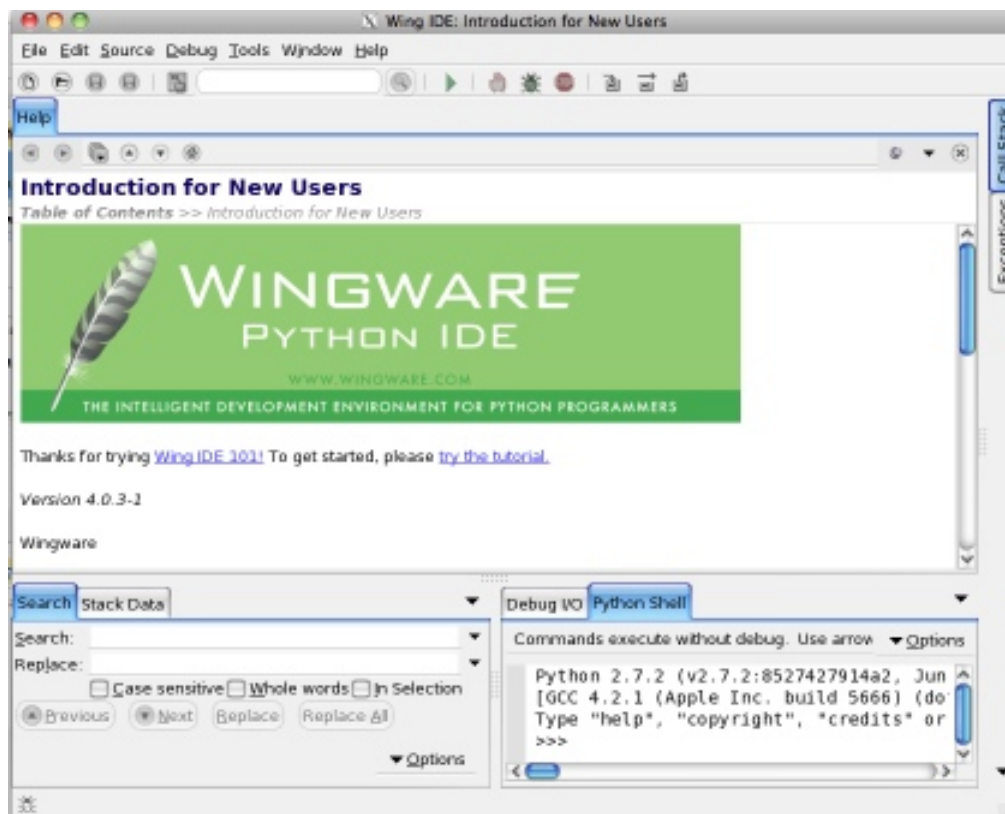 Wing IDE: Introduction for New Users
File Edit Source Debug Tools Window Help
Help
Call Stack
Exceptions
Introduction for New Users
Table of Contents >> Introduction for New Users
WINGWARE
PYTHON IDE
WWW.WINGWARE.COM
THE INTELLIGENT DEVELOPMENT ENVIRONMENT FOR PYTHON PROGRAMMERS
Thanks for trying Wing IDE 101! To get started, please try the tutorial.
Version 4.0.3-1
Wingware
Search Stack Data
Search:
Replace:
Case sensitive Whole words In Selection
Previous Next Replace Replace All
Options
Debug I/O Python Shell
Commands execute without debug. Use arrow Options
Python 2.7.2 (v2.7.2:8527427914a2, Jun
[GCC 4.2.1 (Apple Inc. build 5666) (do
Type "help", "copyright", "credits" or
>>>